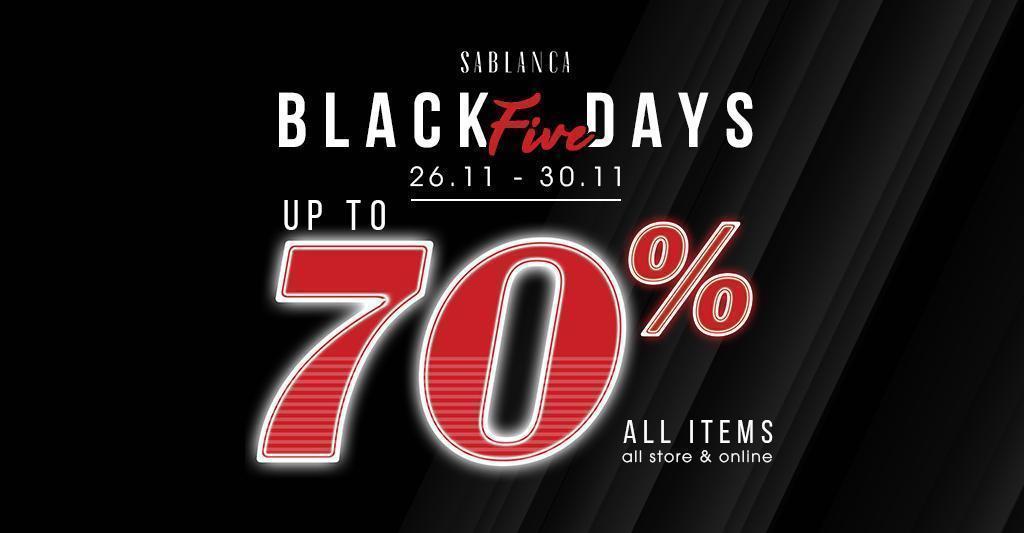 SABLANCA
BLACK Five DAYS
26.11 - 30.11
UP TO
70%
ALL ITEMS
all store & online